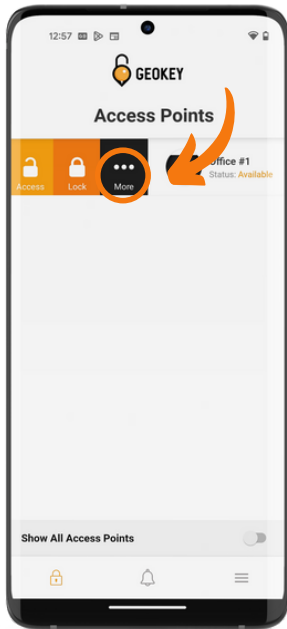 12:57
GEOKEY
Access Points
Access
Lock
More
Office #1
Status: Available
Show All Access Points